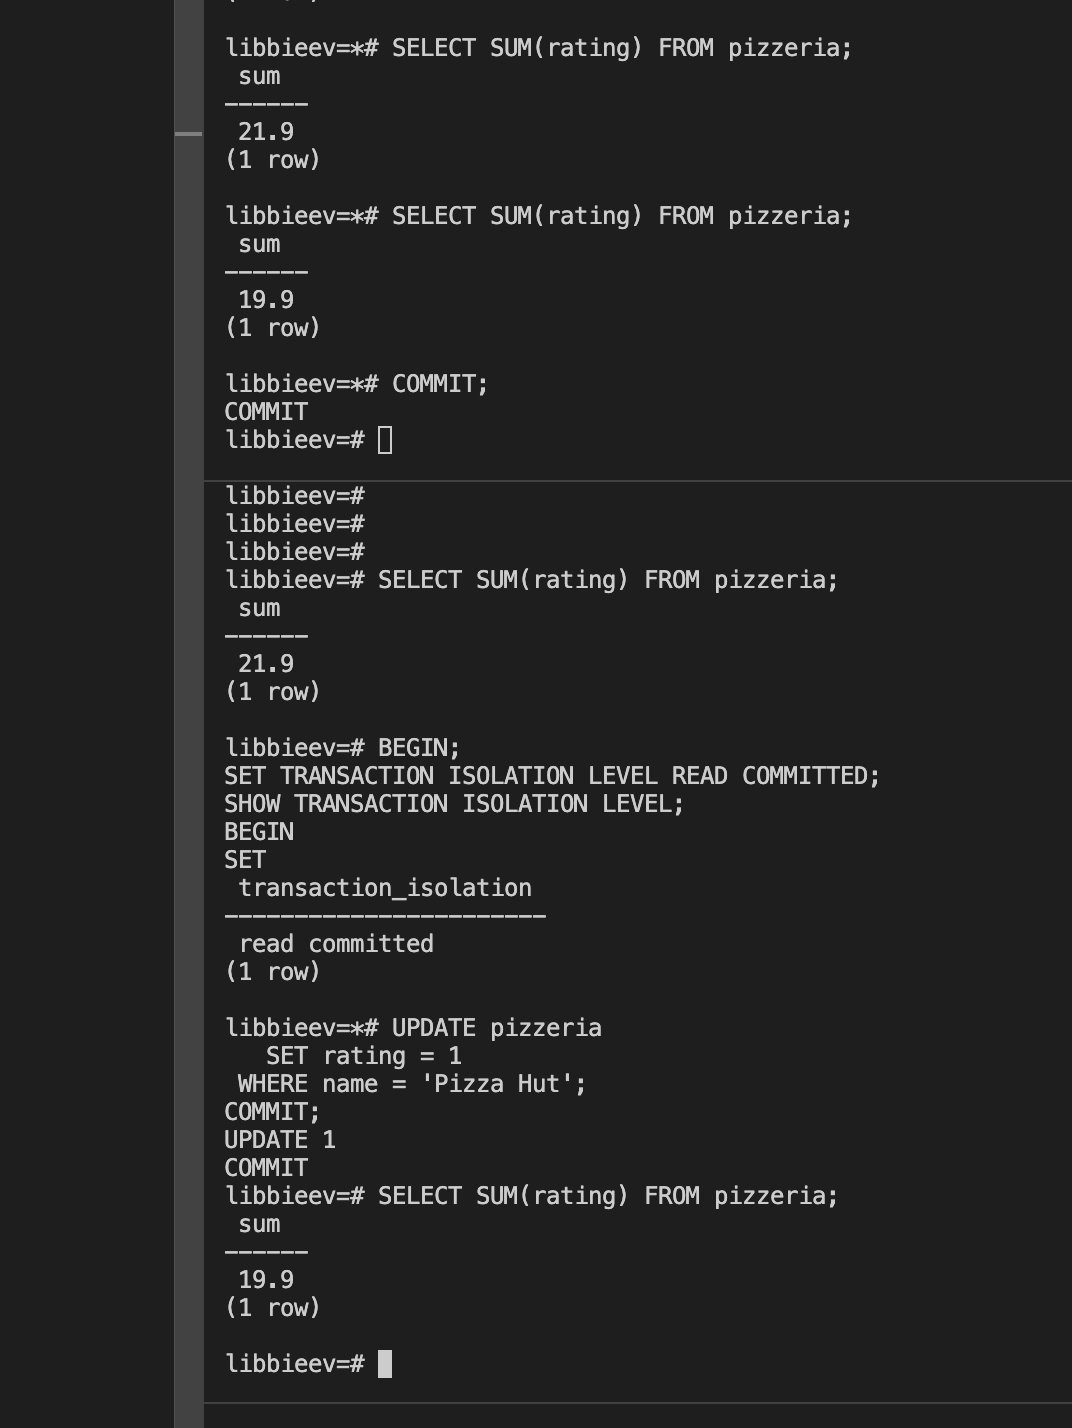 libbieev=*# SELECT SUM(rating) FROM pizzeria;
 sum
------
 21.9
(1 row)
libbieev=*# SELECT SUM(rating) FROM pizzeria;
 sum
------
 19.9
(1 row)
libbieev=*# COMMIT;
COMMIT
libbieev=#
libbieev=#
libbieev=#
libbieev=#
libbieev=# SELECT SUM(rating) FROM pizzeria;
 sum
------
 21.9
(1 row)
libbieev=# BEGIN;
SET TRANSACTION ISOLATION LEVEL READ COMMITTED;
SHOW TRANSACTION ISOLATION LEVEL;
BEGIN
SET
 transaction_isolation
-----------------------
 read committed
(1 row)
libbieev=*# UPDATE pizzeria
   SET rating = 1
 WHERE name = 'Pizza Hut';
COMMIT;
UPDATE 1
COMMIT
libbieev=# SELECT SUM(rating) FROM pizzeria;
 sum
------
 19.9
(1 row)
libbieev=#